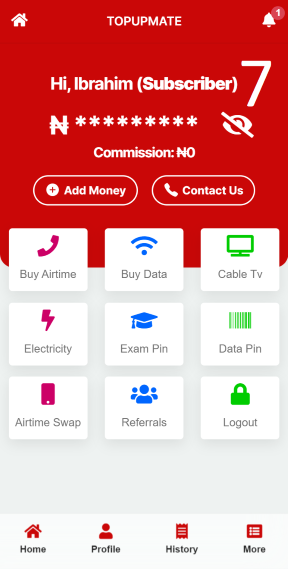 TOPUPMATE
1
7
Hi, Ibrahim (Subscriber)
₦ *********
Commission: ₦0
Add Money
Contact Us
Buy Airtime
Buy Data
Cable Tv
Electricity
Exam Pin
Data Pin
Airtime Swap
Referrals
Logout
Home
Profile
History
More